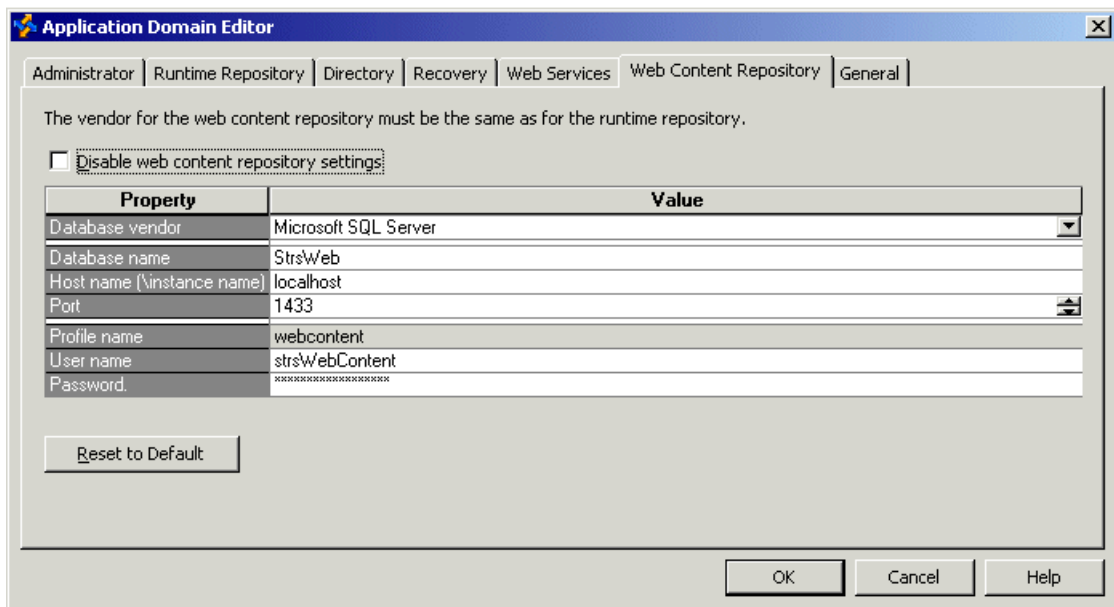 Application Domain Editor
Administrator Runtime Repository Directory Recovery Web Services Web Content Repository General
The vendor for the web content repository must be the same as for the runtime repository.
Disable web content repository settings
Property Value
Database vendor Microsoft SQL Server
Database name StrsWeb
Host name (\instance name) localhost
Port 1433
Profile name webcontent
User name strsWebContent
Password. ******************
Reset to Default
OK Cancel Help